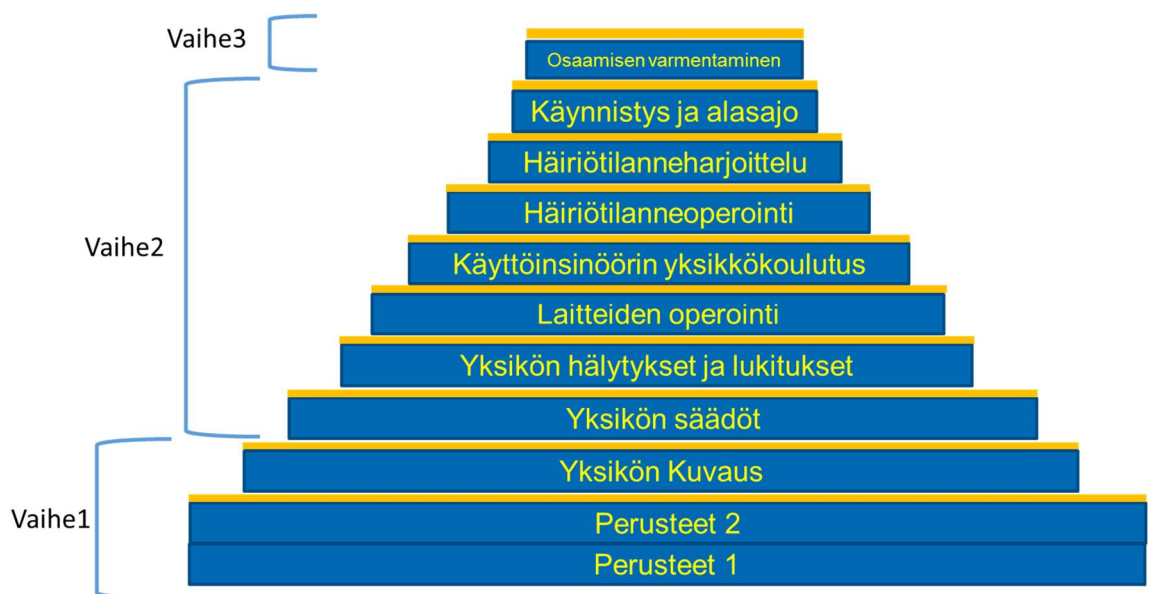 Vaihe3
Osaamisen varmentaminen
Käynnistys ja alasajo
Häiriötilanneharjoittelu
Häiriötilanneoperointi
Vaihe2
Käyttöinsinöörin yksikkökoulutus
Laitteiden operointi
Yksikön hälytykset ja lukitukset
Yksikön säädöt
Yksikön Kuvaus
Vaihe1
Perusteet 2
Perusteet 1